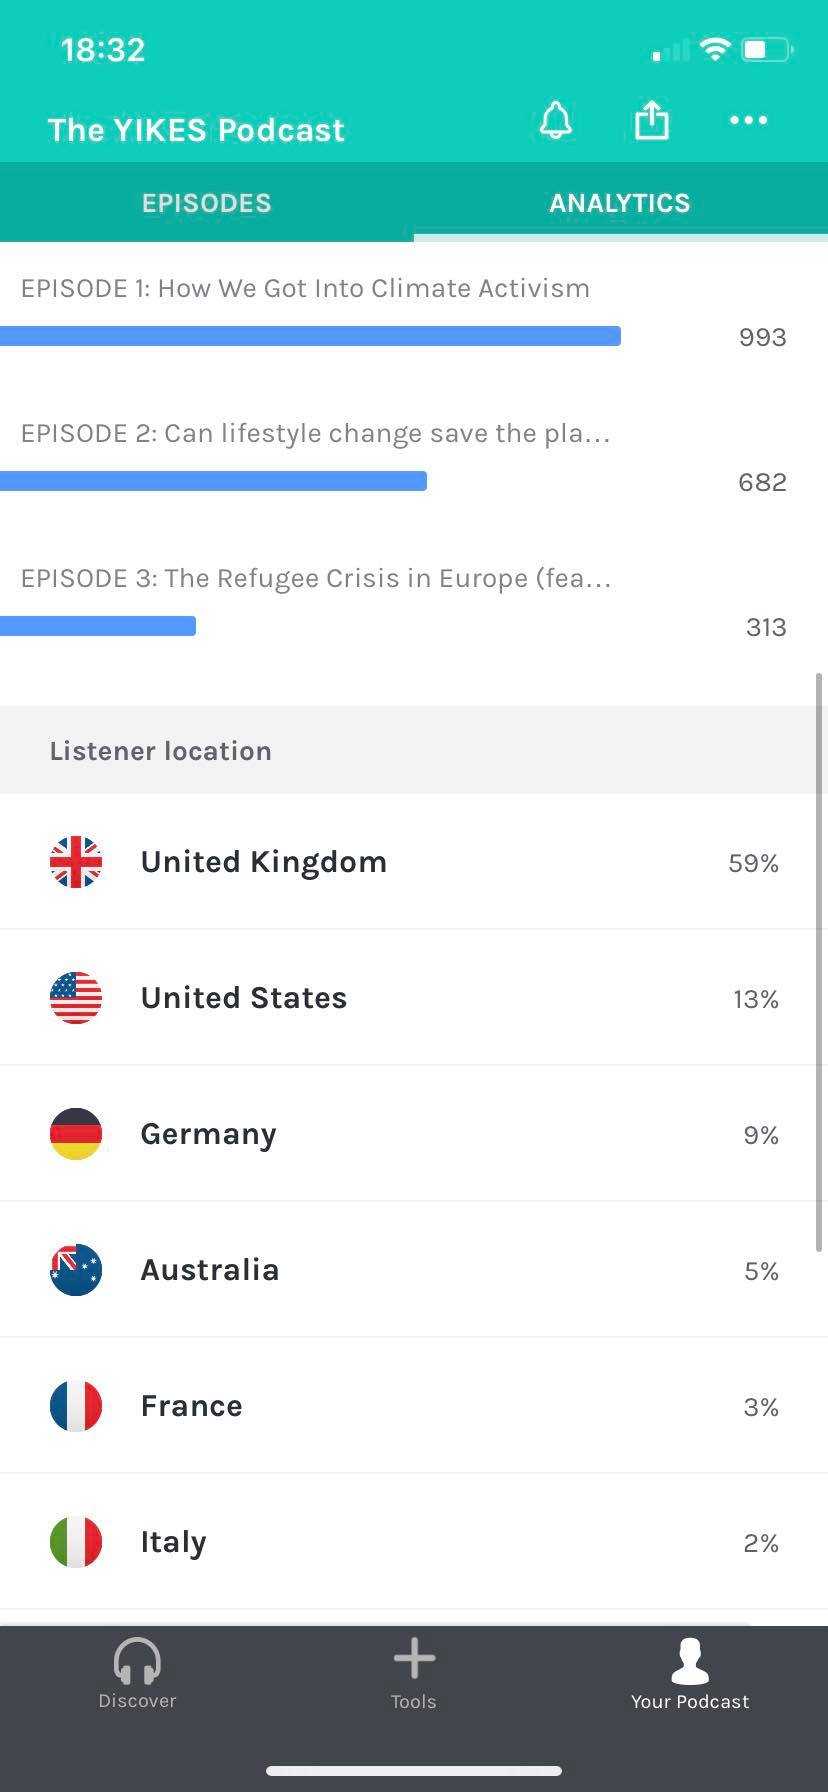 18:32
The YIKES Podcast
EPISODES
ANALYTICS
EPISODE 1: How We Got Into Climate Activism
993
EPISODE 2: Can lifestyle change save the pla...
682
EPISODE 3: The Refugee Crisis in Europe (fea...
313
Listener location
United Kingdom 59%
United States 13%
Germany 9%
Australia 5%
France 3%
Italy 2%
Discover
Tools
Your Podcast